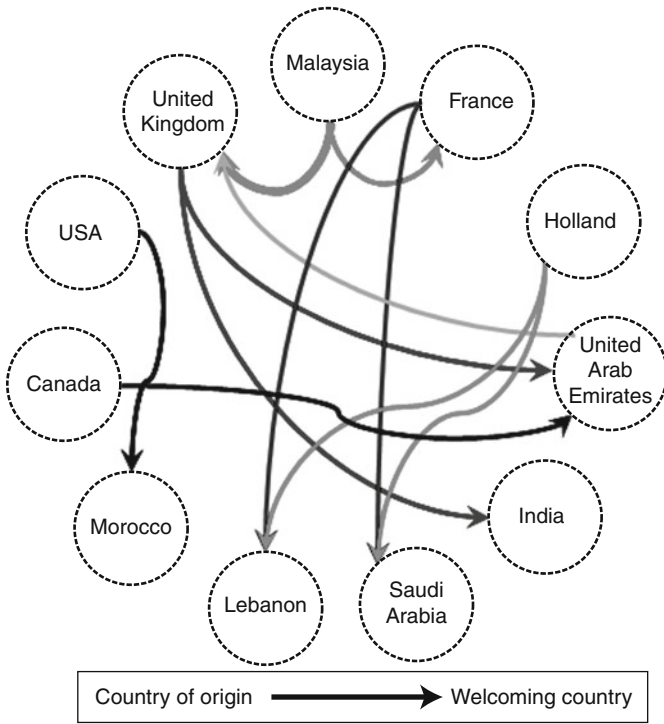 Malaysia
United
Kingdom
France
USA
Holland
Canada
United
Arab
Emirates
Morocco
India
Lebanon
Saudi
Arabia
Country of origin Welcoming country